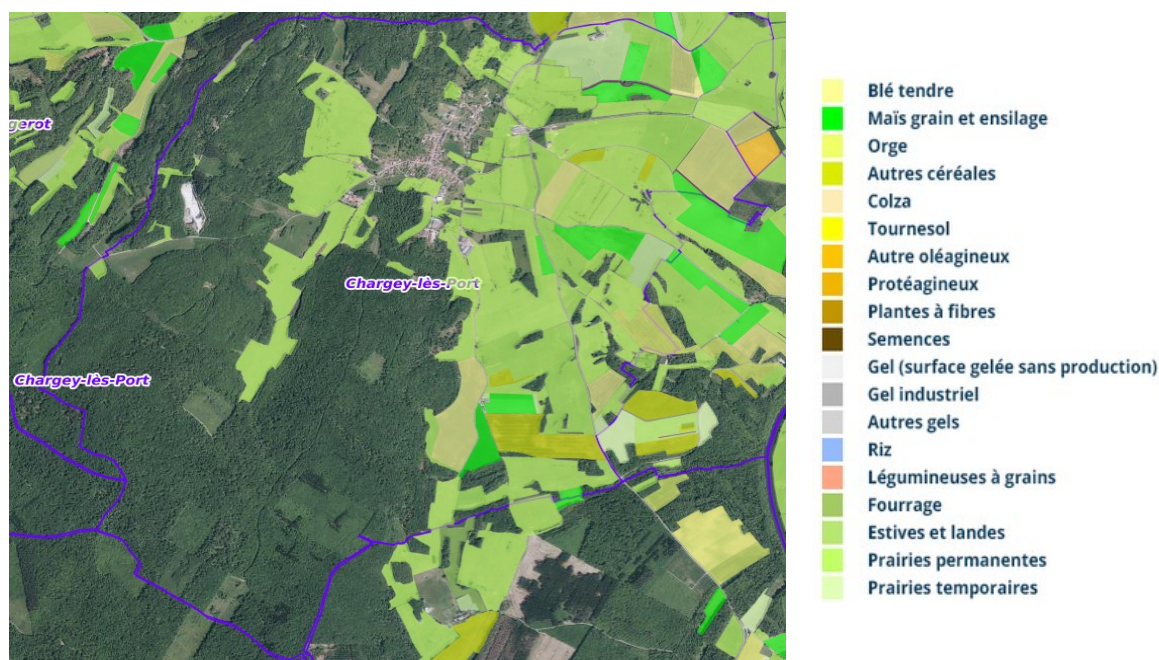 gerot
Chargey-lès-Port
Chargey-lès-Port
Blé tendre
Maïs grain et ensilage
Orge
Autres céréales
Colza
Tournesol
Autre oléagineux
Protéagineux
Plantes à fibres
Semences
Gel (surface gelée sans production)
Gel industriel
Autres gels
Riz
Légumineuses à grains
Fourrage
Estives et landes
Prairies permanentes
Prairies temporaires